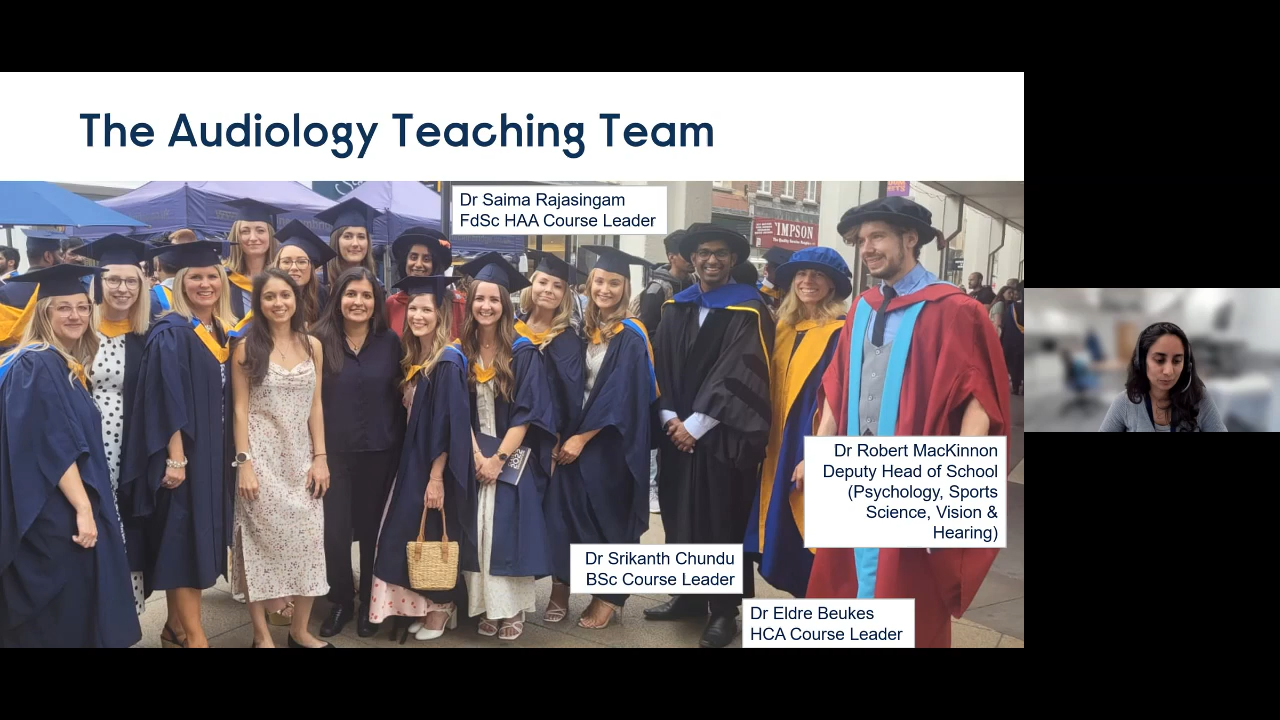 The Audiology Teaching Team
Dr Saima Rajasingam
FdSc HAA Course Leader
IMPSON
2022
Dr Robert MacKinnon
Deputy Head of School
(Psychology, Sports
Science, Vision &
Hearing)
Dr Srikanth Chundu
BSc Course Leader
Dr Eldre Beukes
HCA Course Leader